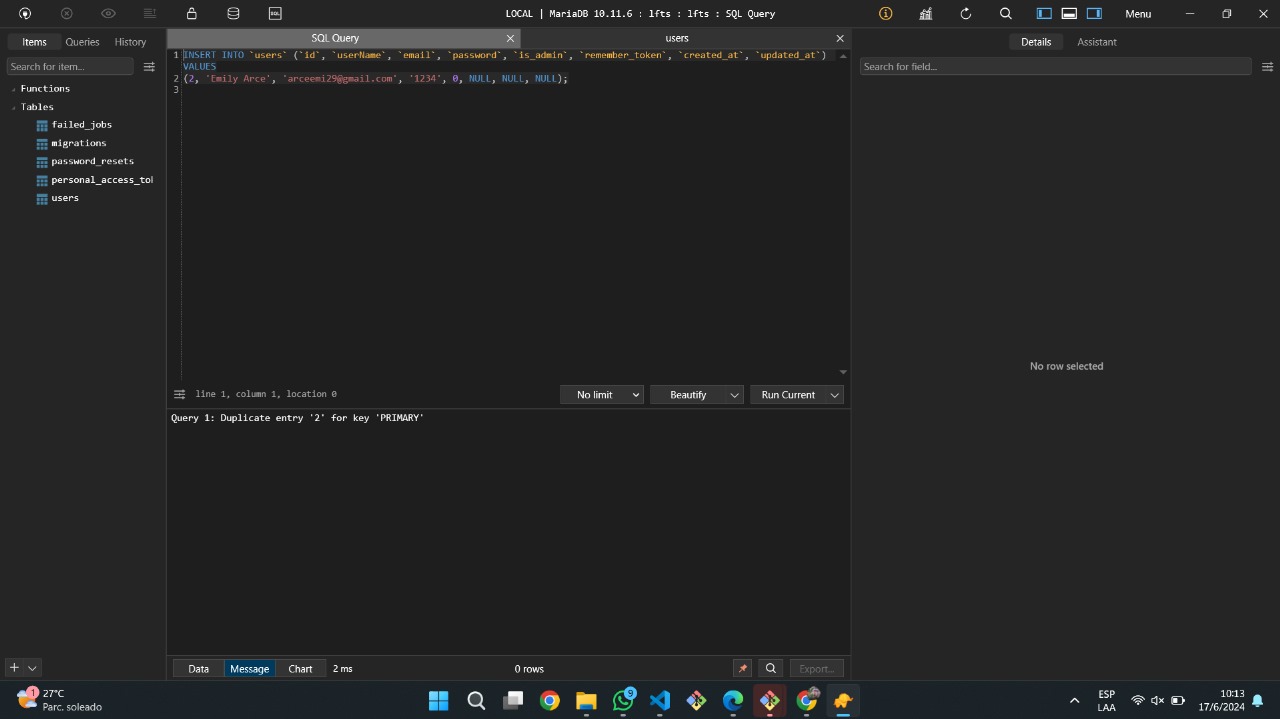 LOCAL | MariaDB 10.11.6 : lfts : lfts : SQL Query
Menu
Items
Queries
History
SQL Query
users
Details
Assistant
Search for item...
Search for field...
Functions
Tables
failed_jobs
migrations
password_resets
personal_access_to
users
1 INSERT INTO `users` (`id`, `userName`, `email`, `password`, `is_admin`, `remember_token`, `created_at`, `updated_at`)
VALUES
2 (2, 'Emily Arce', 'arceemi29@gmail.com', '1234', 0, NULL, NULL, NULL);
3
No row selected
line 1, column 1, location 0
No limit
Beautify
Run Current
Query 1: Duplicate entry '2' for key 'PRIMARY'
Data
Message
Chart
2 ms
0 rows
Export...
1
27°C
Parc. soleado
9
ESP
LAA
10:13
17/6/2024